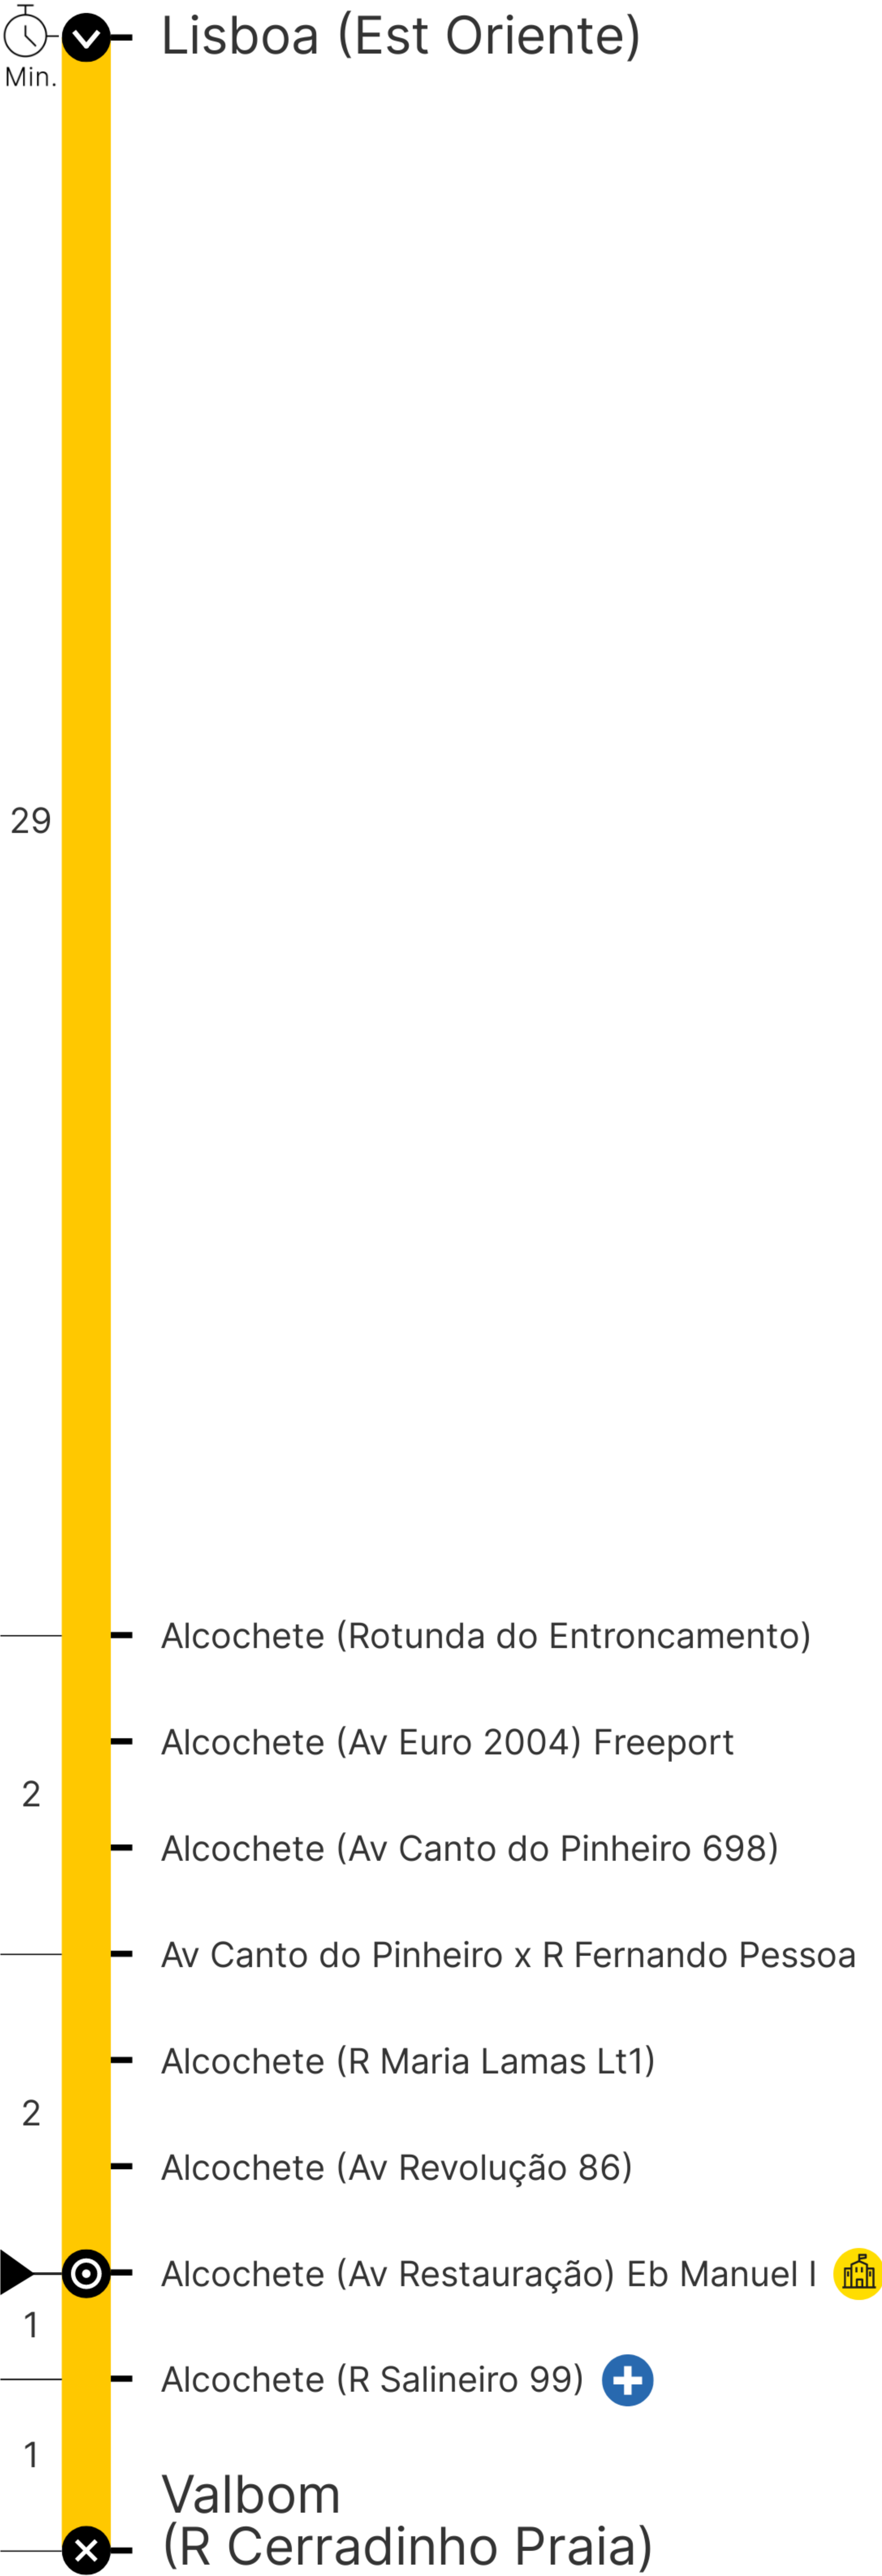 Lisboa (Est Oriente)
Min.
29
Alcochete (Rotunda do Entroncamento)
Alcochete (Av Euro 2004) Freeport
2
Alcochete (Av Canto do Pinheiro 698)
Av Canto do Pinheiro x R Fernando Pessoa
Alcochete (R Maria Lamas Lt1)
2
Alcochete (Av Revolução 86)
Alcochete (Av Restauração) Eb Manuel I
1
Alcochete (R Salineiro 99)
1
Valbom
(R Cerradinho Praia)